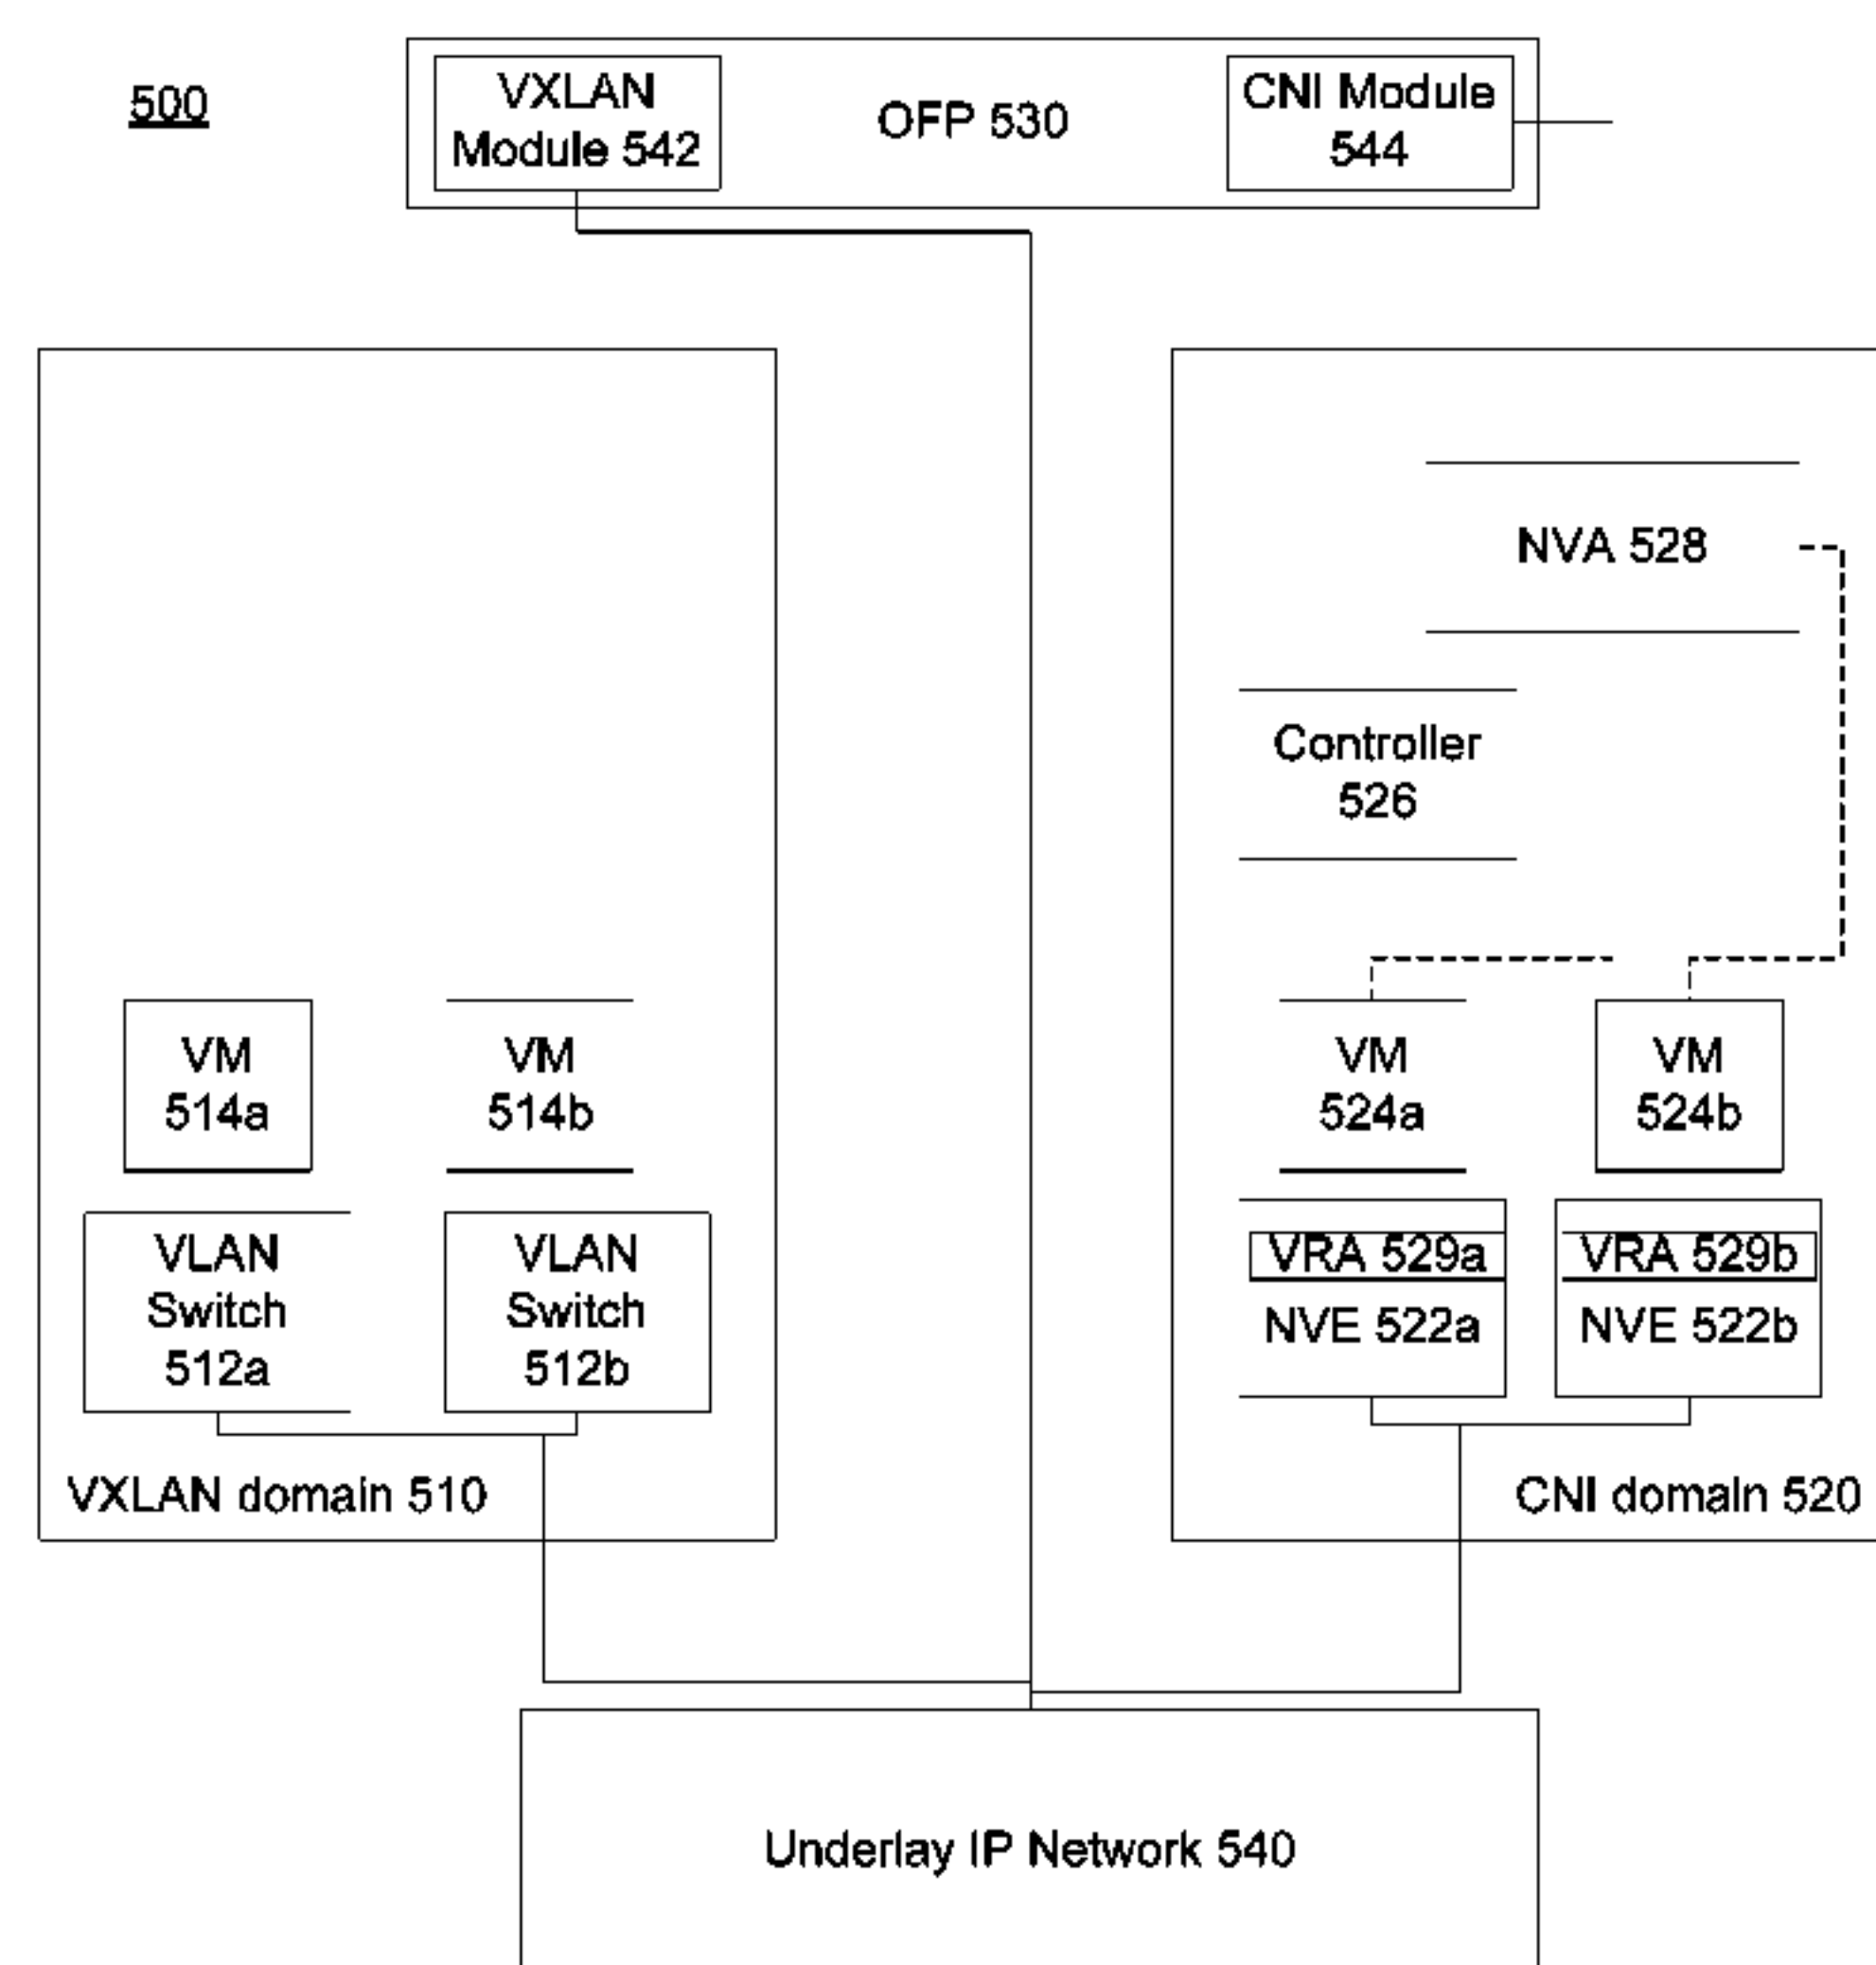 500
VXLAN
Module 542
OFP 530
CNI Module
544
NVA 528
Controller
526
VM
514a
VM
514b
VM
524a
VM
524b
VLAN
Switch
512a
VLAN
Switch
512b
VRA 529a
NVE 522a
VRA 529b
NVE 522b
VXLAN domain 510
CNI domain 520
Underlay IP Network 540